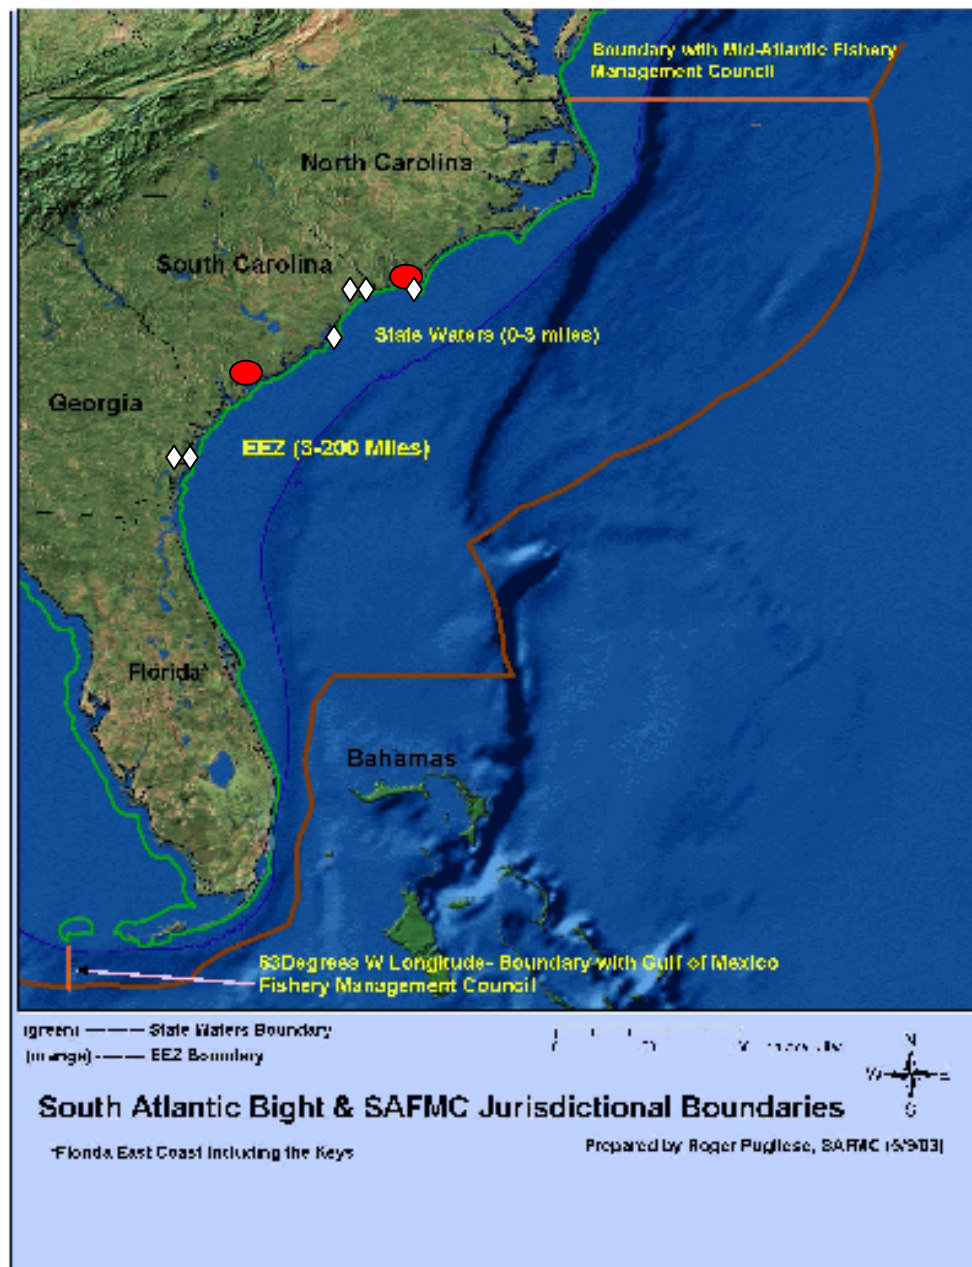 Boundary with Mid-Atlantic Fishery
Management Council
North Carolina
South Carolina
State Waters (0-3 miles)
Georgia
EEZ (3-200 Miles)
Florida*
Bahamas
83Degrees W Longitude- Boundary with Gulf of Mexico
Fishery Management Council
(green) ———— State Waters Boundary
(orange) ———— EEZ Boundary
N
W E
S
South Atlantic Bight & SAFMC Jurisdictional Boundaries
*Florida East Coast Including the Keys
Prepared by Roger Pugliese, SAFMC (5/9/03)